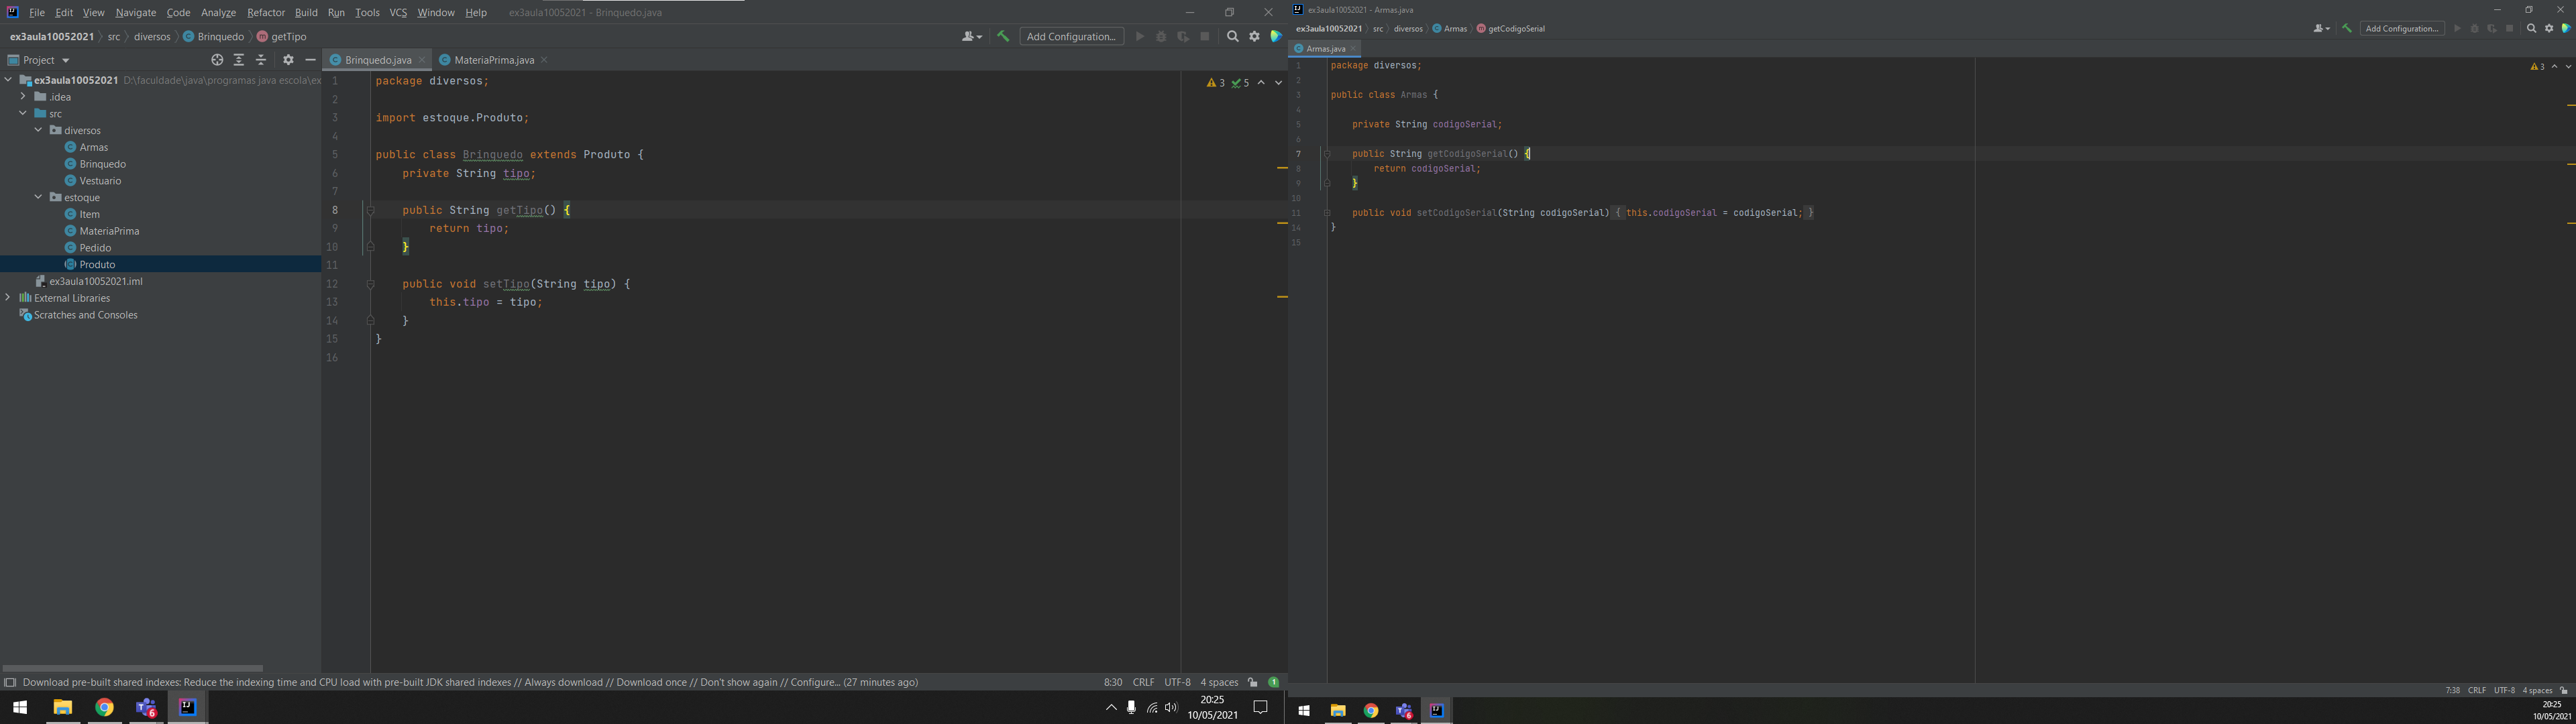 File Edit View Navigate Code Analyze Refactor Build Run Tools VCS Window Help ex3aula10052021 - Brinquedo.java
ex3aula10052021 src diversos Brinquedo getTipo Add Configuration...
Project
ex3aula10052021 D:\faculdade\java\programas java escola\ex
.idea
src
diversos
Armas
Brinquedo
Vestuario
estoque
Item
MateriaPrima
Pedido
Produto
ex3aula10052021.iml
External Libraries
Scratches and Consoles
Brinquedo.java MateriaPrima.java
3 5
1 package diversos;
2
3 import estoque.Produto;
4
5 public class Brinquedo extends Produto {
6 private String tipo;
7
8 public String getTipo() {
9 return tipo;
10 }
11
12 public void setTipo(String tipo) {
13 this.tipo = tipo;
14 }
15 }
16
Download pre-built shared indexes: Reduce the indexing time and CPU load with pre-built JDK shared indexes // Always download // Download once // Don't show again // Configure... (27 minutes ago) 8:30 CRLF UTF-8 4 spaces 1
6 20:25
10/05/2021
ex3aula10052021 - Armas.java
ex3aula10052021 src diversos Armas getCodigoSerial Add Configuration...
Armas.java
3
1 package diversos;
2
3 public class Armas {
4
5 private String codigoSerial;
6
7 public String getCodigoSerial() {
8 return codigoSerial;
9 }
10
11 public void setCodigoSerial(String codigoSerial) { this.codigoSerial = codigoSerial; }
14 }
15
7:38 CRLF UTF-8 4 spaces
6 20:25
10/05/2021